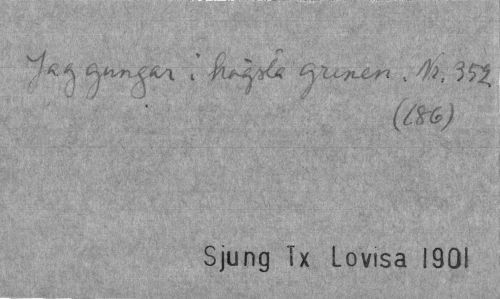 Jag gungar i högsta grenen. N. 352
(186)
Sjung Tx Lovisa 1901